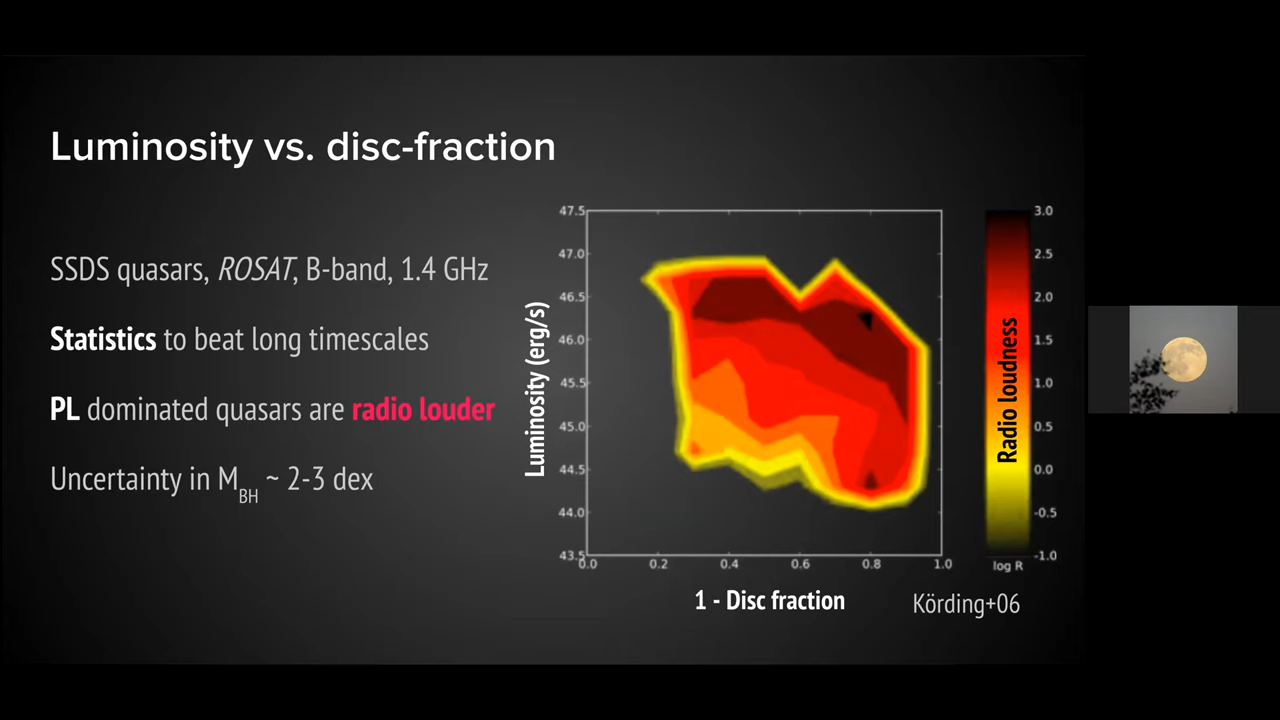 Luminosity vs. disc-fraction
SSDS quasars, ROSAT, B-band, 1.4 GHz
Statistics to beat long timescales
PL dominated quasars are radio louder
Uncertainty in MBH ~ 2-3 dex
Luminosity (erg/s)
47.5
47.0
46.5
46.0
45.5
45.0
44.5
44.0
43.5
0.0 0.2 0.4 0.6 0.8 1.0
1 - Disc fraction
Radio loudness
3.0
2.5
2.0
1.5
1.0
0.5
0.0
-0.5
-1.0
log R
Körding+06